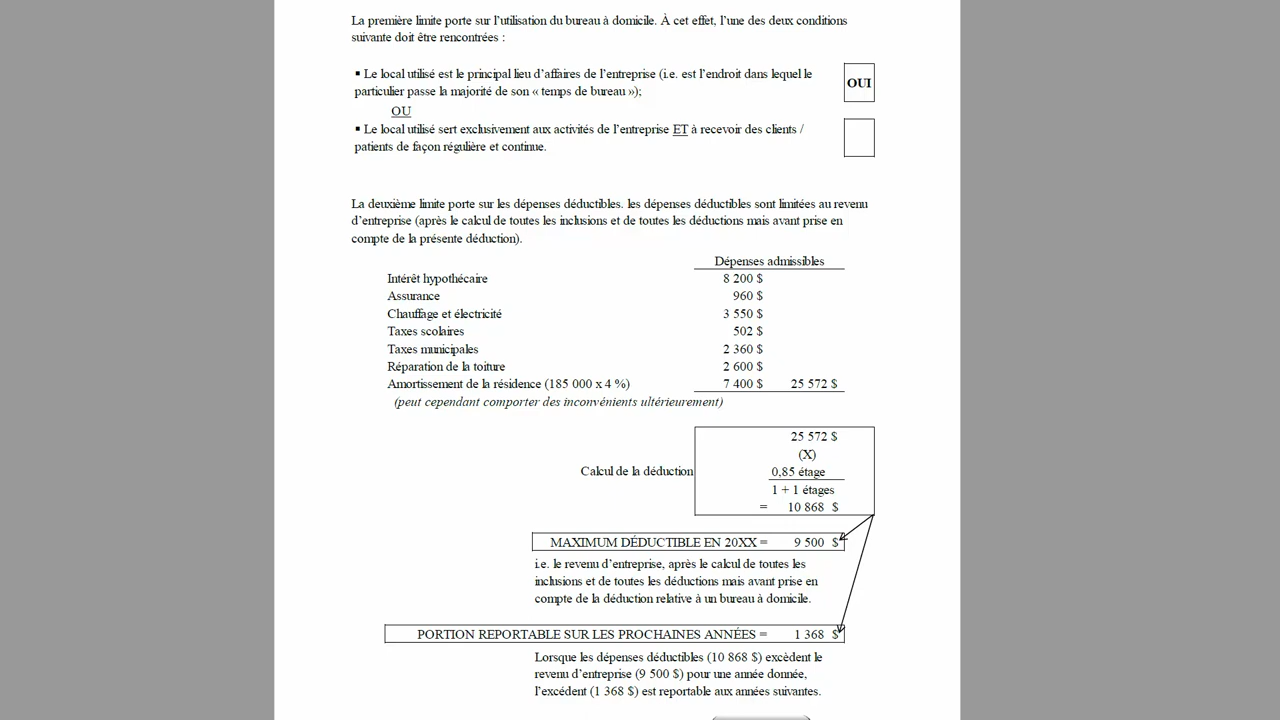 La première limite porte sur l'utilisation du bureau à domicile. À cet effet, l'une des deux conditions
suivante doit être rencontrées :
▪ Le local utilisé est le principal lieu d'affaires de l'entreprise (i.e. est l'endroit dans lequel le
particulier passe la majorité de son « temps de bureau »);
OUI
OU
▪ Le local utilisé sert exclusivement aux activités de l'entreprise ET à recevoir des clients /
patients de façon régulière et continue.
La deuxième limite porte sur les dépenses déductibles. les dépenses déductibles sont limitées au revenu
d'entreprise (après le calcul de toutes les inclusions et de toutes les déductions mais avant prise en
compte de la présente déduction).
Dépenses admissibles
Intérêt hypothécaire 8 200 $
Assurance 960 $
Chauffage et électricité 3 550 $
Taxes scolaires 502 $
Taxes municipales 2 360 $
Réparation de la toiture 2 600 $
Amortissement de la résidence (185 000 x 4 %) 7 400 $ 25 572 $
(peut cependant comporter des inconvénients ultérieurement)
25 572 $
(X)
Calcul de la déduction 0,85 étage
1 + 1 étages
= 10 868 $
MAXIMUM DÉDUCTIBLE EN 20XX = 9 500 $
i.e. le revenu d'entreprise, après le calcul de toutes les
inclusions et de toutes les déductions mais avant prise en
compte de la déduction relative à un bureau à domicile.
PORTION REPORTABLE SUR LES PROCHAINES ANNÉES = 1 368 $
Lorsque les dépenses déductibles (10 868 $) excèdent le
revenu d'entreprise (9 500 $) pour une année donnée,
l'excédent (1 368 $) est reportable aux années suivantes.